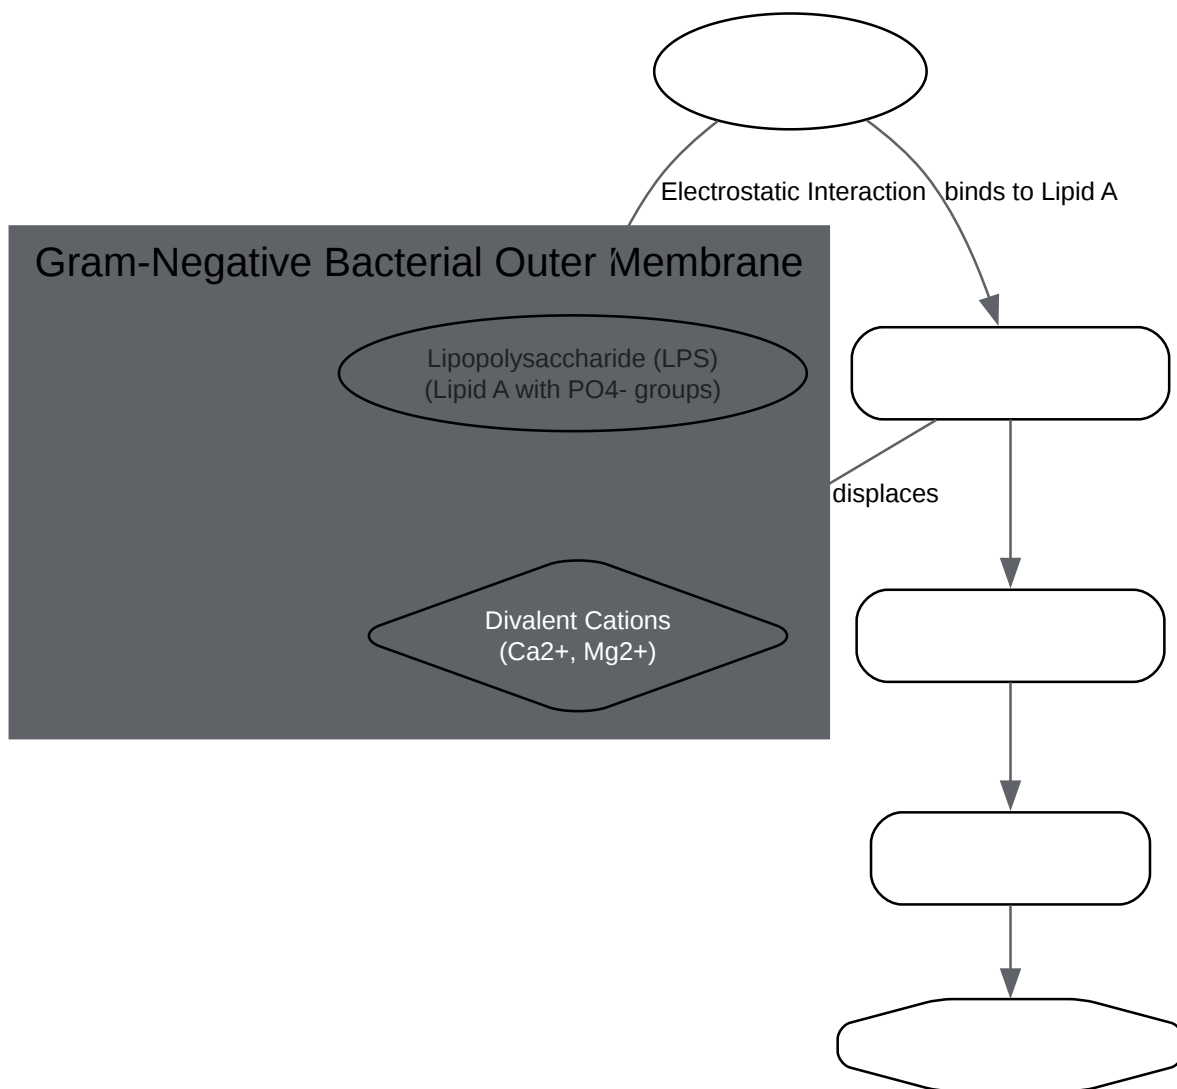 Electrostatic Interaction
binds to Lipid A
Gram-Negative Bacterial Outer Membrane
Lipopolysaccharide (LPS)
(Lipid A with PO4- groups)
displaces
Divalent Cations
(Ca2+, Mg2+)